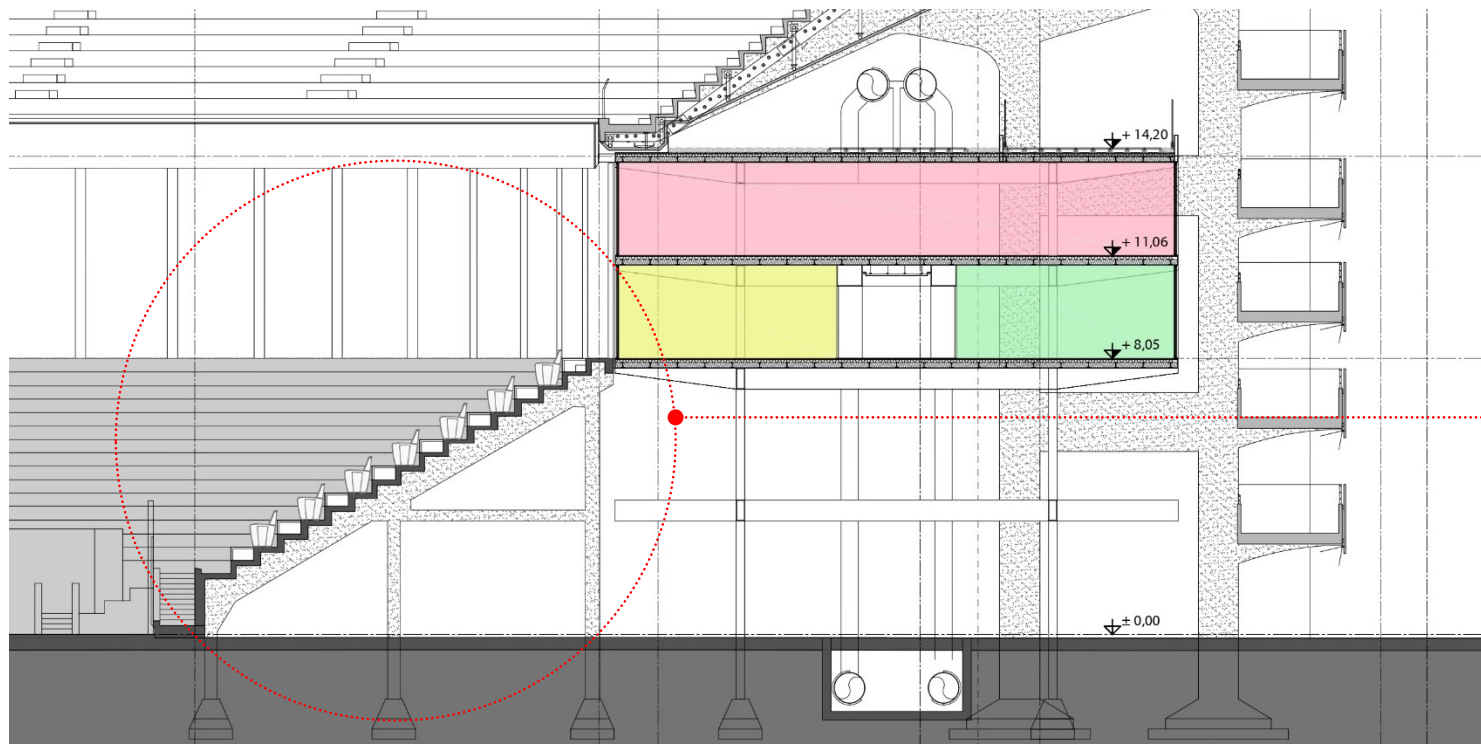 + 14,20
+ 11,06
+ 8,05
± 0,00